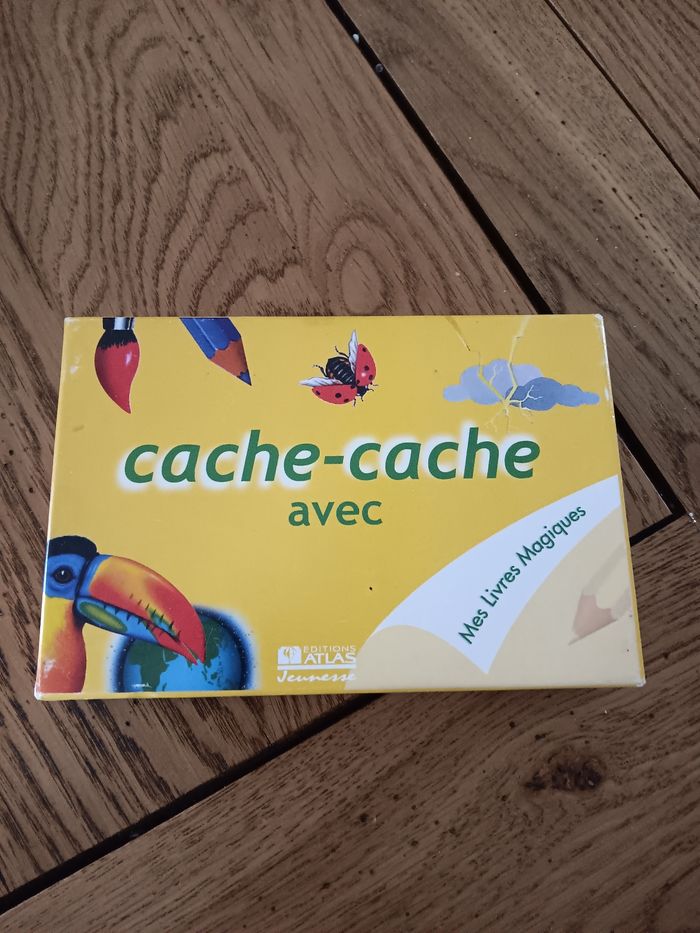 cache-cache
avec
Mes Livres Magiques
EDITIONS
ATLAS
Jeunesse